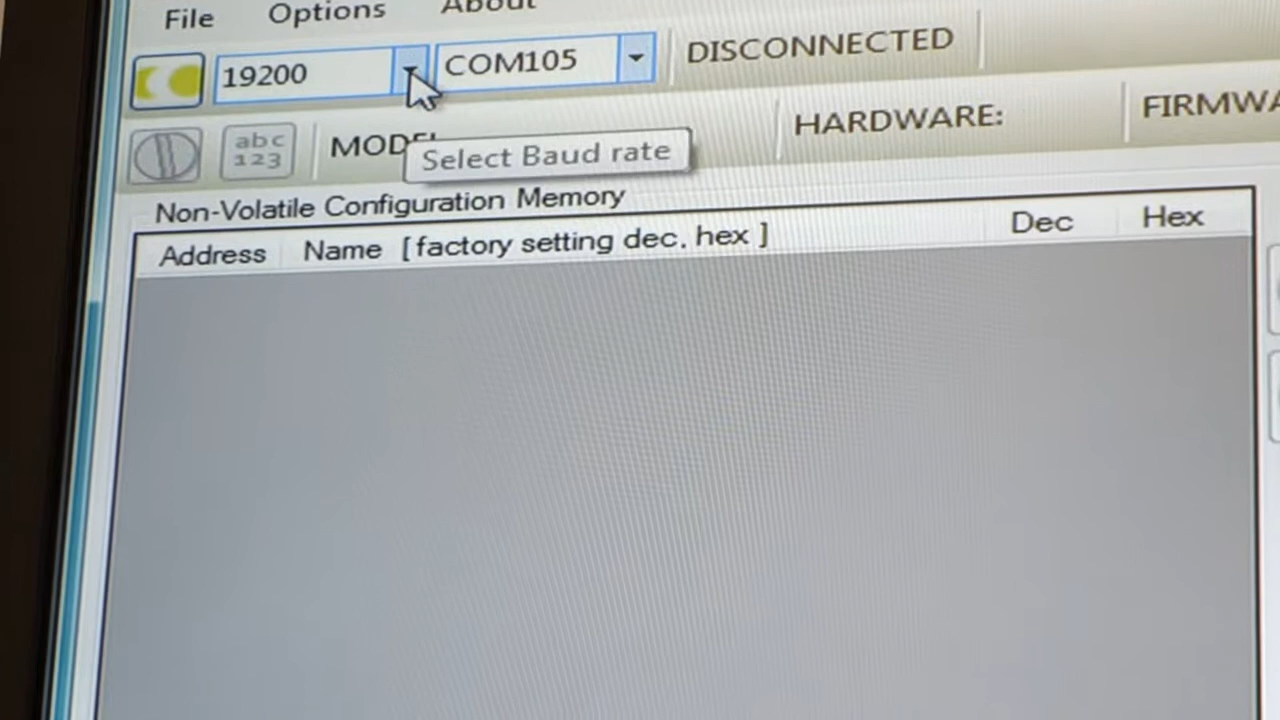 File Options About
19200 COM105 DISCONNECTED
abc
123
HARDWARE:
Select Baud rate
Non-Volatile Configuration Memory
Address Name [factory setting dec, hex ] Dec Hex